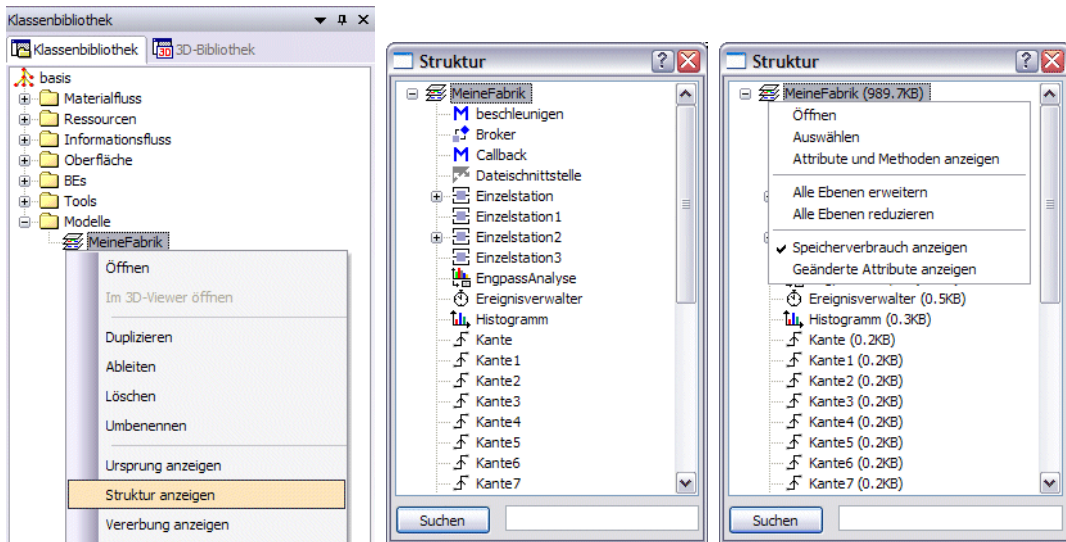 Klassenbibliothek
Klassenbibliothek 3D-Bibliothek
basis
Materialfluss
Ressourcen
Informationsfluss
Oberfläche
BEs
Tools
Modelle
MeineFabrik
Öffnen
Im 3D-Viewer öffnen
Duplizieren
Ableiten
Löschen
Umbenennen
Ursprung anzeigen
Struktur anzeigen
Vererbung anzeigen
Struktur
MeineFabrik
beschleunigen
Broker
Callback
Dateischnittstelle
Einzelstation
Einzelstation1
Einzelstation2
Einzelstation3
EngpassAnalyse
Ereignisverwalter
Histogramm
Kante
Kante1
Kante2
Kante3
Kante4
Kante5
Kante6
Kante7
Suchen
Struktur
MeineFabrik (989.7KB)
Öffnen
Auswählen
Attribute und Methoden anzeigen
Alle Ebenen erweitern
Alle Ebenen reduzieren
Speicherverbrauch anzeigen
Geänderte Attribute anzeigen
Ereignisverwalter (0.5KB)
Histogramm (0.3KB)
Kante (0.2KB)
Kante1 (0.2KB)
Kante2 (0.2KB)
Kante3 (0.2KB)
Kante4 (0.2KB)
Kante5 (0.2KB)
Kante6 (0.2KB)
Kante7 (0.2KB)
Suchen